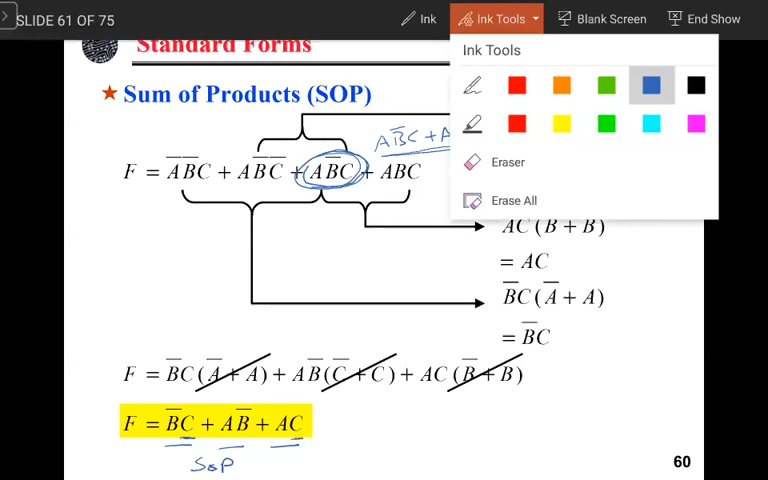 SLIDE 61 OF 75
Ink
Ink Tools
Blank Screen
End Show
Standard Forms
Ink Tools
★ Sum of Products (SOP)
AB̅C + A
F = A̅B̅C + AB̅C̅ + AB̅C + ABC
Eraser
Erase All
AC (B̅ + B)
= AC
B̅C (A̅ + A)
= B̅C
F = B̅C (A̅ + A) + AB̅ (C̅ + C) + AC (B̅ + B)
F = B̅C + AB̅ + AC
SOP
60